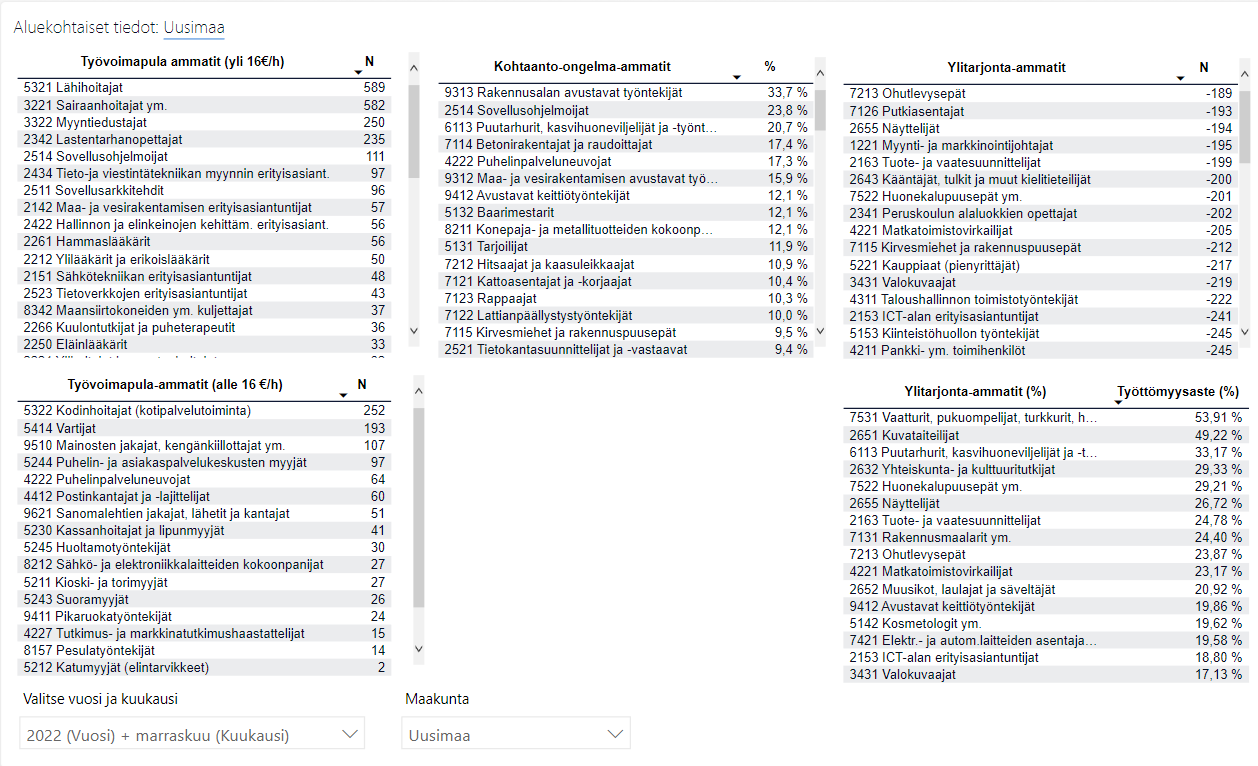 Aluekohtaiset tiedot: Uusimaa
Työvoimapula ammatit (yli 16€/h) N
5321 Lähihoitajat 589
3221 Sairaanhoitajat ym. 582
3322 Myyntiedustajat 250
2342 Lastentarhanopettajat 235
2514 Sovellusohjelmoijat 111
2434 Tieto-ja viestintätekniikan myynnin erityisasiant. 97
2511 Sovellusarkkitehdit 96
2142 Maa- ja vesirakentamisen erityisasiantuntijat 57
2422 Hallinnon ja elinkeinojen kehittäm. erityisasiant. 56
2261 Hammaslääkärit 56
2212 Ylilääkärit ja erikoislääkärit 50
2151 Sähkötekniikan erityisasiantuntijat 48
2523 Tietoverkkojen erityisasiantuntijat 43
8342 Maansiirtokoneiden ym. kuljettajat 37
2266 Kuulontutkijat ja puheterapeutit 36
2250 Eläinlääkärit 33
Kohtaanto-ongelma-ammatit %
9313 Rakennusalan avustavat työntekijät 33,7 %
2514 Sovellusohjelmoijat 23,8 %
6113 Puutarhurit, kasvihuoneviljelijät ja -työnt... 20,7 %
7114 Betonirakentajat ja raudoittajat 17,4 %
4222 Puhelinpalveluneuvojat 17,3 %
9312 Maa- ja vesirakentamisen avustavat työ... 15,9 %
9412 Avustavat keittiötyöntekijät 12,1 %
5132 Baarimestarit 12,1 %
8211 Konepaja- ja metallituotteiden kokoonp... 12,1 %
5131 Tarjoilijat 11,9 %
7212 Hitsaajat ja kaasuleikkaajat 10,9 %
7121 Kattoasentajat ja -korjaajat 10,4 %
7123 Rappaajat 10,3 %
7122 Lattianpäällystystyöntekijät 10,0 %
7115 Kirvesmiehet ja rakennuspuusepät 9,5 %
2521 Tietokantasuunnittelijat ja -vastaavat 9,4 %
Ylitarjonta-ammatit N
7213 Ohutlevysepät -189
7126 Putkiasentajat -193
2655 Näyttelijät -194
1221 Myynti- ja markkinointijohtajat -195
2163 Tuote- ja vaatesuunnittelijat -199
2643 Kääntäjät, tulkit ja muut kielitieteilijät -200
7522 Huonekalupuusepät ym. -201
2341 Peruskoulun alaluokkien opettajat -202
4221 Matkatoimistovirkailijat -205
7115 Kirvesmiehet ja rakennuspuusepät -212
5221 Kauppiaat (pienyrittäjät) -217
3431 Valokuvaajat -219
4311 Taloushallinnon toimistotyöntekijät -222
2153 ICT-alan erityisasiantuntijat -241
5153 Kiinteistöhuollon työntekijät -245
4211 Pankki- ym. toimihenkilöt -245
Työvoimapula-ammatit (alle 16 €/h) N
5322 Kodinhoitajat (kotipalvelutoiminta) 252
5414 Vartijat 193
9510 Mainosten jakajat, kengänkiillottajat ym. 107
5244 Puhelin- ja asiakaspalvelukeskusten myyjät 97
4222 Puhelinpalveluneuvojat 64
4412 Postinkantajat ja -lajittelijat 60
9621 Sanomalehtien jakajat, lähetit ja kantajat 51
5230 Kassanhoitajat ja lipunmyyjät 41
5245 Huoltamotyöntekijät 30
8212 Sähkö- ja elektroniikkalaitteiden kokoonpanijat 27
5211 Kioski- ja torimyyjät 27
5243 Suoramyyjät 26
9411 Pikaruokatyöntekijät 24
4227 Tutkimus- ja markkinatutkimushaastattelijat 15
8157 Pesulatyöntekijät 14
5212 Katumyyjät (elintarvikkeet) 2
Ylitarjonta-ammatit (%) Työttömyysaste (%)
7531 Vaatturit, pukuompelijat, turkkurit, h... 53,91 %
2651 Kuvataiteilijat 49,22 %
6113 Puutarhurit, kasvihuoneviljelijät ja -t... 33,17 %
2632 Yhteiskunta- ja kulttuuritutkijat 29,33 %
7522 Huonekalupuusepät ym. 29,21 %
2655 Näyttelijät 26,72 %
2163 Tuote- ja vaatesuunnittelijat 24,78 %
7131 Rakennusmaalarit ym. 24,40 %
7213 Ohutlevysepät 23,87 %
4221 Matkatoimistovirkailijat 23,17 %
2652 Muusikot, laulajat ja säveltäjät 20,92 %
9412 Avustavat keittiötyöntekijät 19,86 %
5142 Kosmetologit ym. 19,62 %
7421 Elektr.- ja autom.laitteiden asentaja... 19,58 %
2153 ICT-alan erityisasiantuntijat 18,80 %
3431 Valokuvaajat 17,13 %
Valitse vuosi ja kuukausi
2022 (Vuosi) + marraskuu (Kuukausi)
Maakunta
Uusimaa